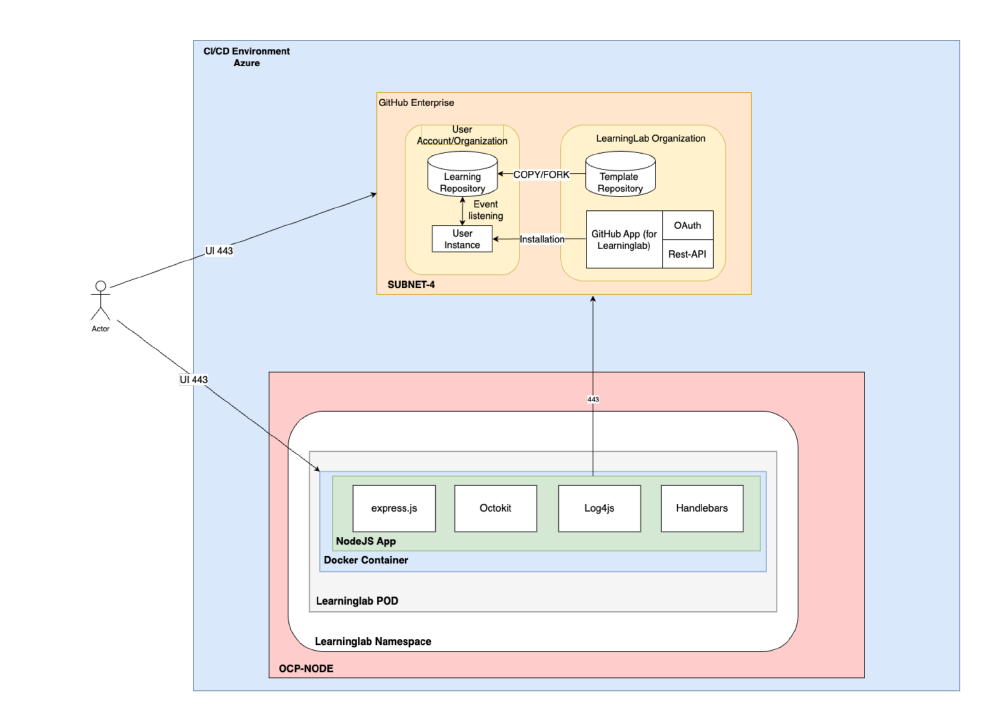 CI/CD Environment
Azure
GitHub Enterprise
User
Account/Organization)
LearningLab Organization
Learning
Repository
COPY/FORK
Template
Repository
Event
listening
User
Instance
Installation
GitHub App (for
Learninglab)
OAuth
Rest-API
SUBNET-4
UI 443
Actor
UI 443
443
express.js
Octokit
Log4js
Handlebars
NodeJS App
Docker Container
Learninglab POD
Learninglab Namespace
OCP-NODE